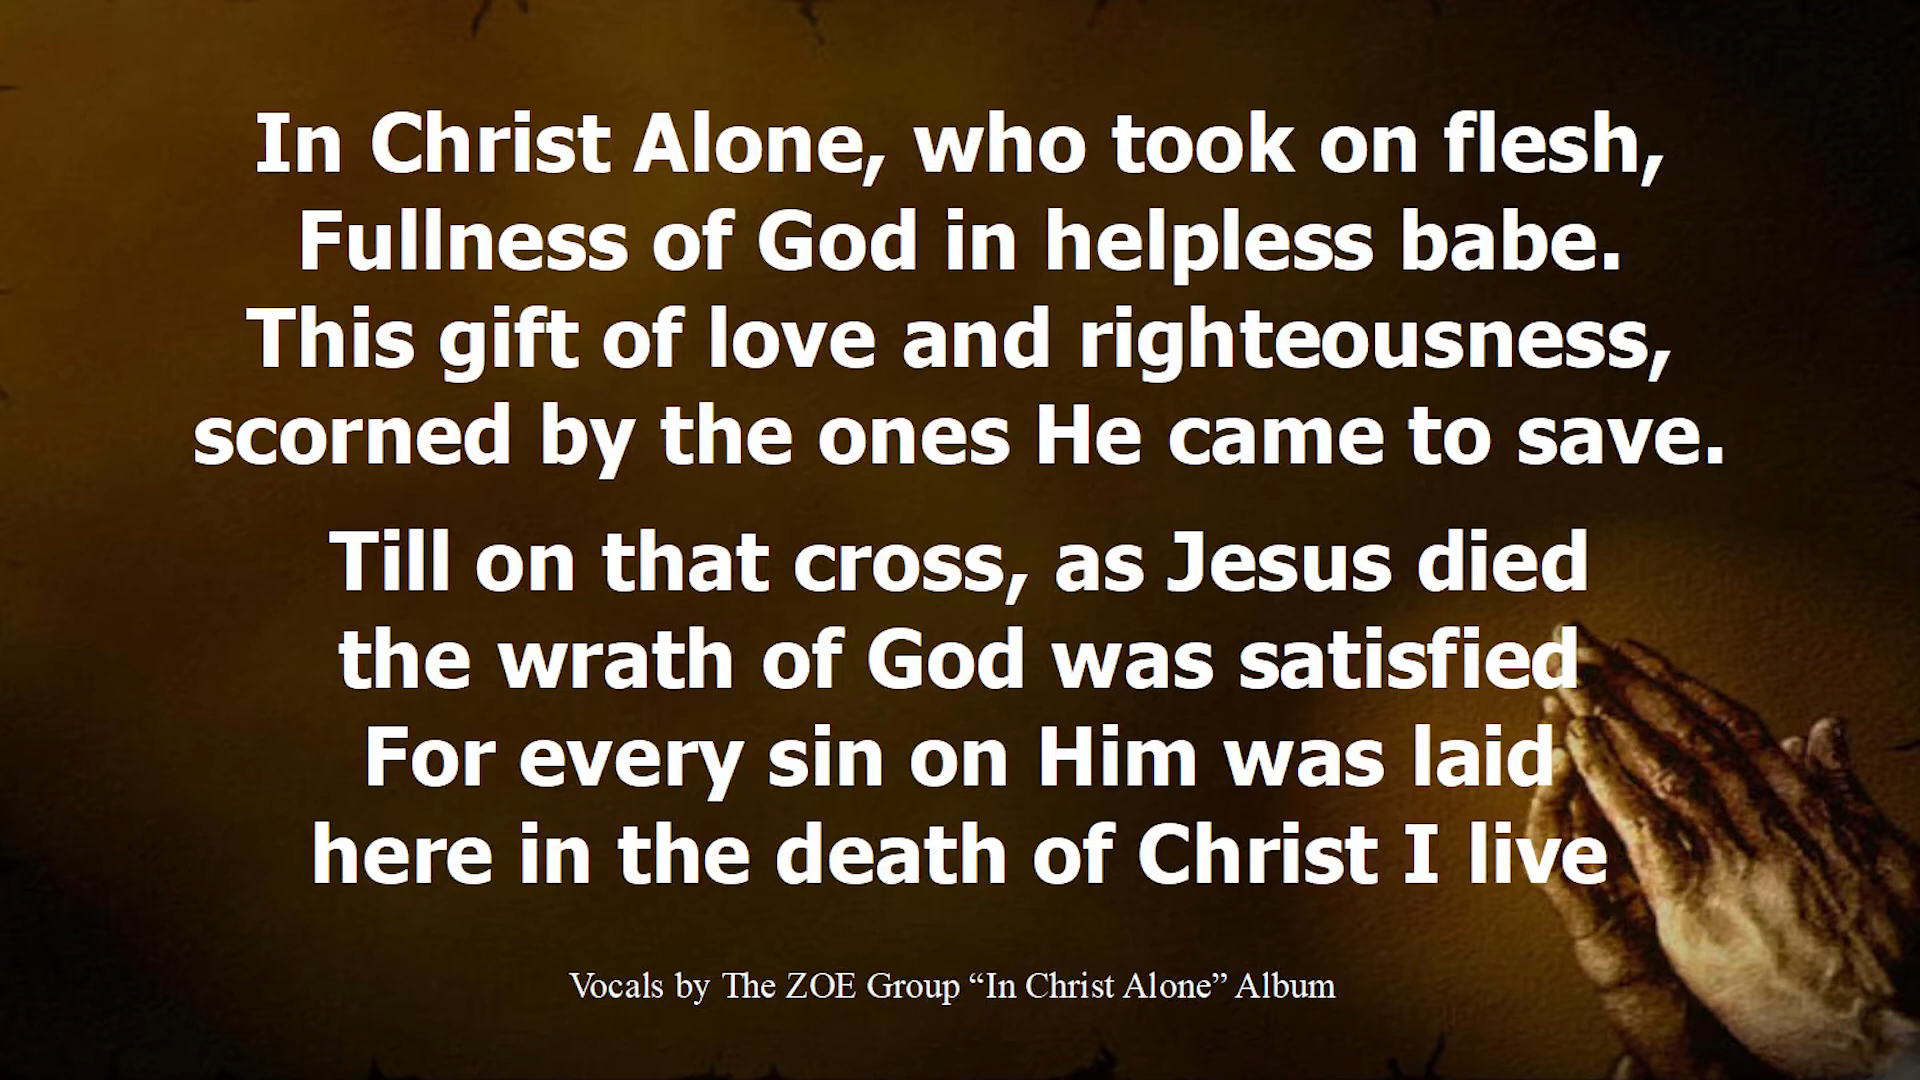 In Christ Alone, who took on flesh,
Fullness of God in helpless babe.
This gift of love and righteousness,
scorned by the ones He came to save.
Till on that cross, as Jesus died
the wrath of God was satisfied
For every sin on Him was laid
here in the death of Christ I live
Vocals by The ZOE Group “In Christ Alone” Album